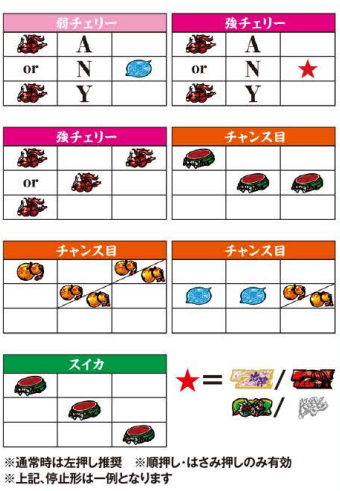 弱チェリー
A
or
N
Y
強チェリー
A
or
N
★
Y
強チェリー
or
チャンス目
チャンス目
チャンス目
スイカ
★=
/
/
※通常時は左押し推奨 ※順押し・はさみ押しのみ有効
※上記、停止形は一例となります